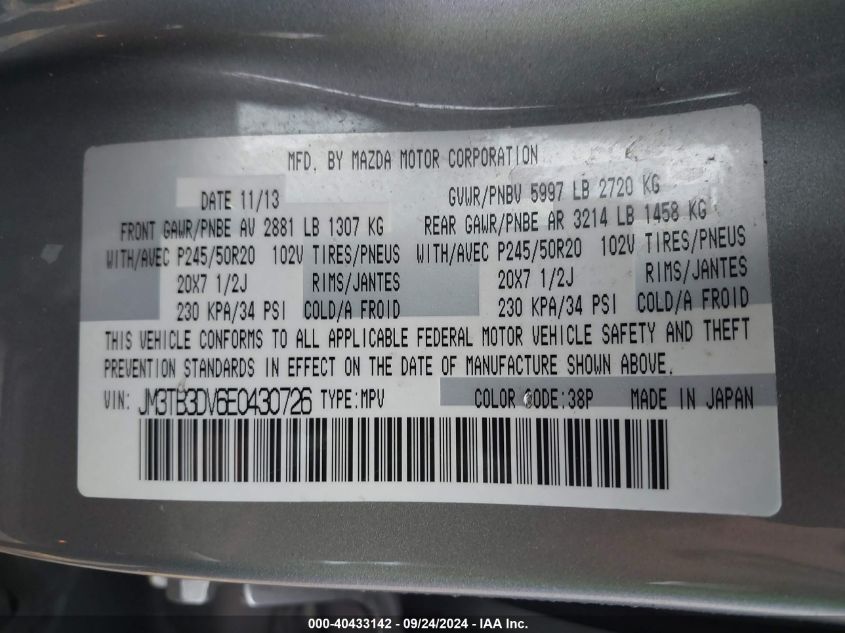 MFD. BY MAZDA MOTOR CORPORATION
DATE 11/13 GVWR/PNBV 5997 LB 2720 KG
FRONT GAWR/PNBE AV 2881 LB 1307 KG REAR GAWR/PNBE AR 3214 LB 1458 KG
WITH/AVEC P245/50R20 102V TIRES/PNEUS WITH/AVEC P245/50R20 102V TIRES/PNEUS
20X7 1/2J RIMS/JANTES 20X7 1/2J RIMS/JANTES
230 KPA/34 PSI COLD/A FROID 230 KPA/34 PSI COLD/A FROID
THIS VEHICLE CONFORMS TO ALL APPLICABLE FEDERAL MOTOR VEHICLE SAFETY AND THEFT
PREVENTION STANDARDS IN EFFECT ON THE DATE OF MANUFACTURE SHOWN ABOVE.
VIN: JM3TB3DV6E0430726 TYPE:MPV COLOR CODE:38P MADE IN JAPAN
000-40433142 - 09/24/2024 - IAA Inc.